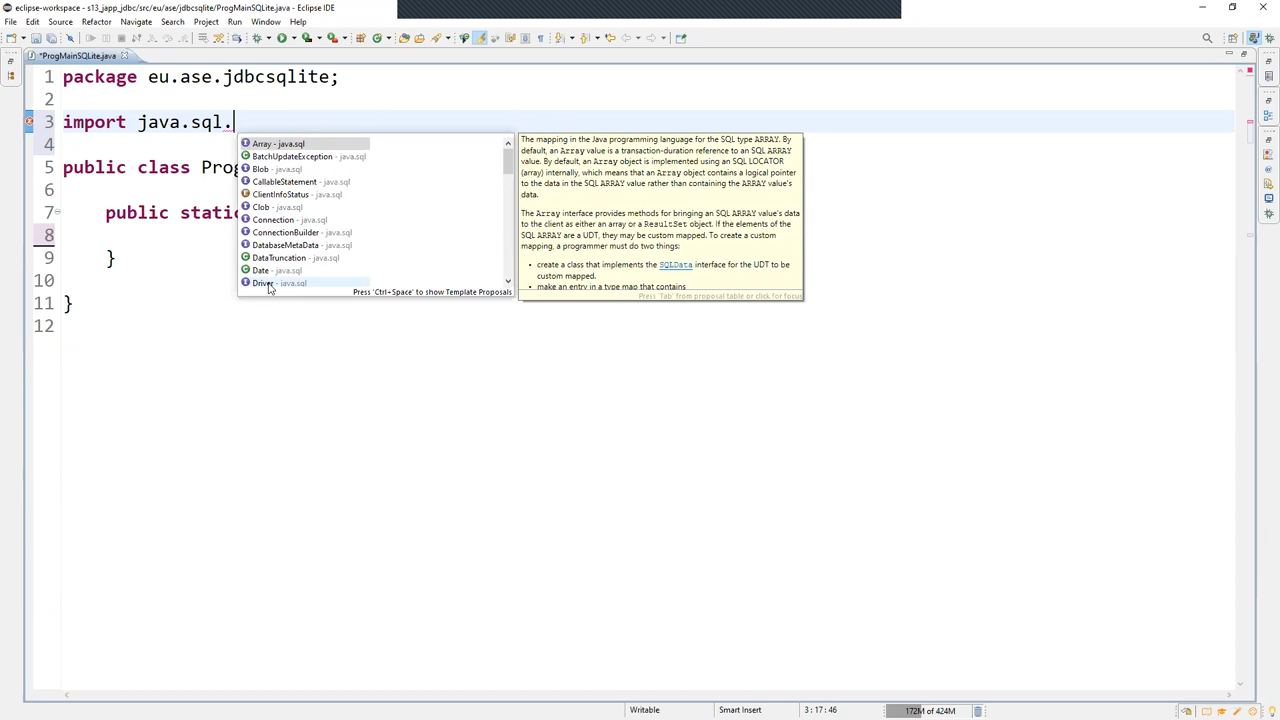 eclipse-workspace - s13_japp_jdbc/src/eu/ase/jdbcsqlite/ProgMainSQLite.java - Eclipse IDE
File Edit Source Refactor Navigate Search Project Run Window Help
*ProgMainSQLite.java
1 package eu.ase.jdbcsqlite;
2
3 import java.sql.
4
5 public class Prog
6
7 public static
8
9 }
10
11 }
12
Array - java.sql
BatchUpdateException - java.sql
Blob - java.sql
CallableStatement - java.sql
ClientInfoStatus - java.sql
Clob - java.sql
Connection - java.sql
ConnectionBuilder - java.sql
DatabaseMetaData - java.sql
DataTruncation - java.sql
Date - java.sql
Driver - java.sql
Press 'Ctrl+Space' to show Template Proposals
The mapping in the Java programming language for the SQL type ARRAY. By
default, an Array value is a transaction-duration reference to an SQL ARRAY
value. By default, an Array object is implemented using an SQL LOCATOR
(array) internally, which means that an Array object contains a logical pointer
to the data in the SQL ARRAY value rather than containing the ARRAY value's
data.
The Array interface provides methods for bringing an SQL ARRAY value's data
to the client as either an array or a ResultSet object. If the elements of the
SQL ARRAY are a UDT, they may be custom mapped. To create a custom
mapping, a programmer must do two things:
• create a class that implements the SQLData interface for the UDT to be
custom mapped.
• make an entry in a type map that contains
Press 'Tab' from proposal table or click for focus
Writable Smart Insert 3 : 17 : 46 172M of 424M